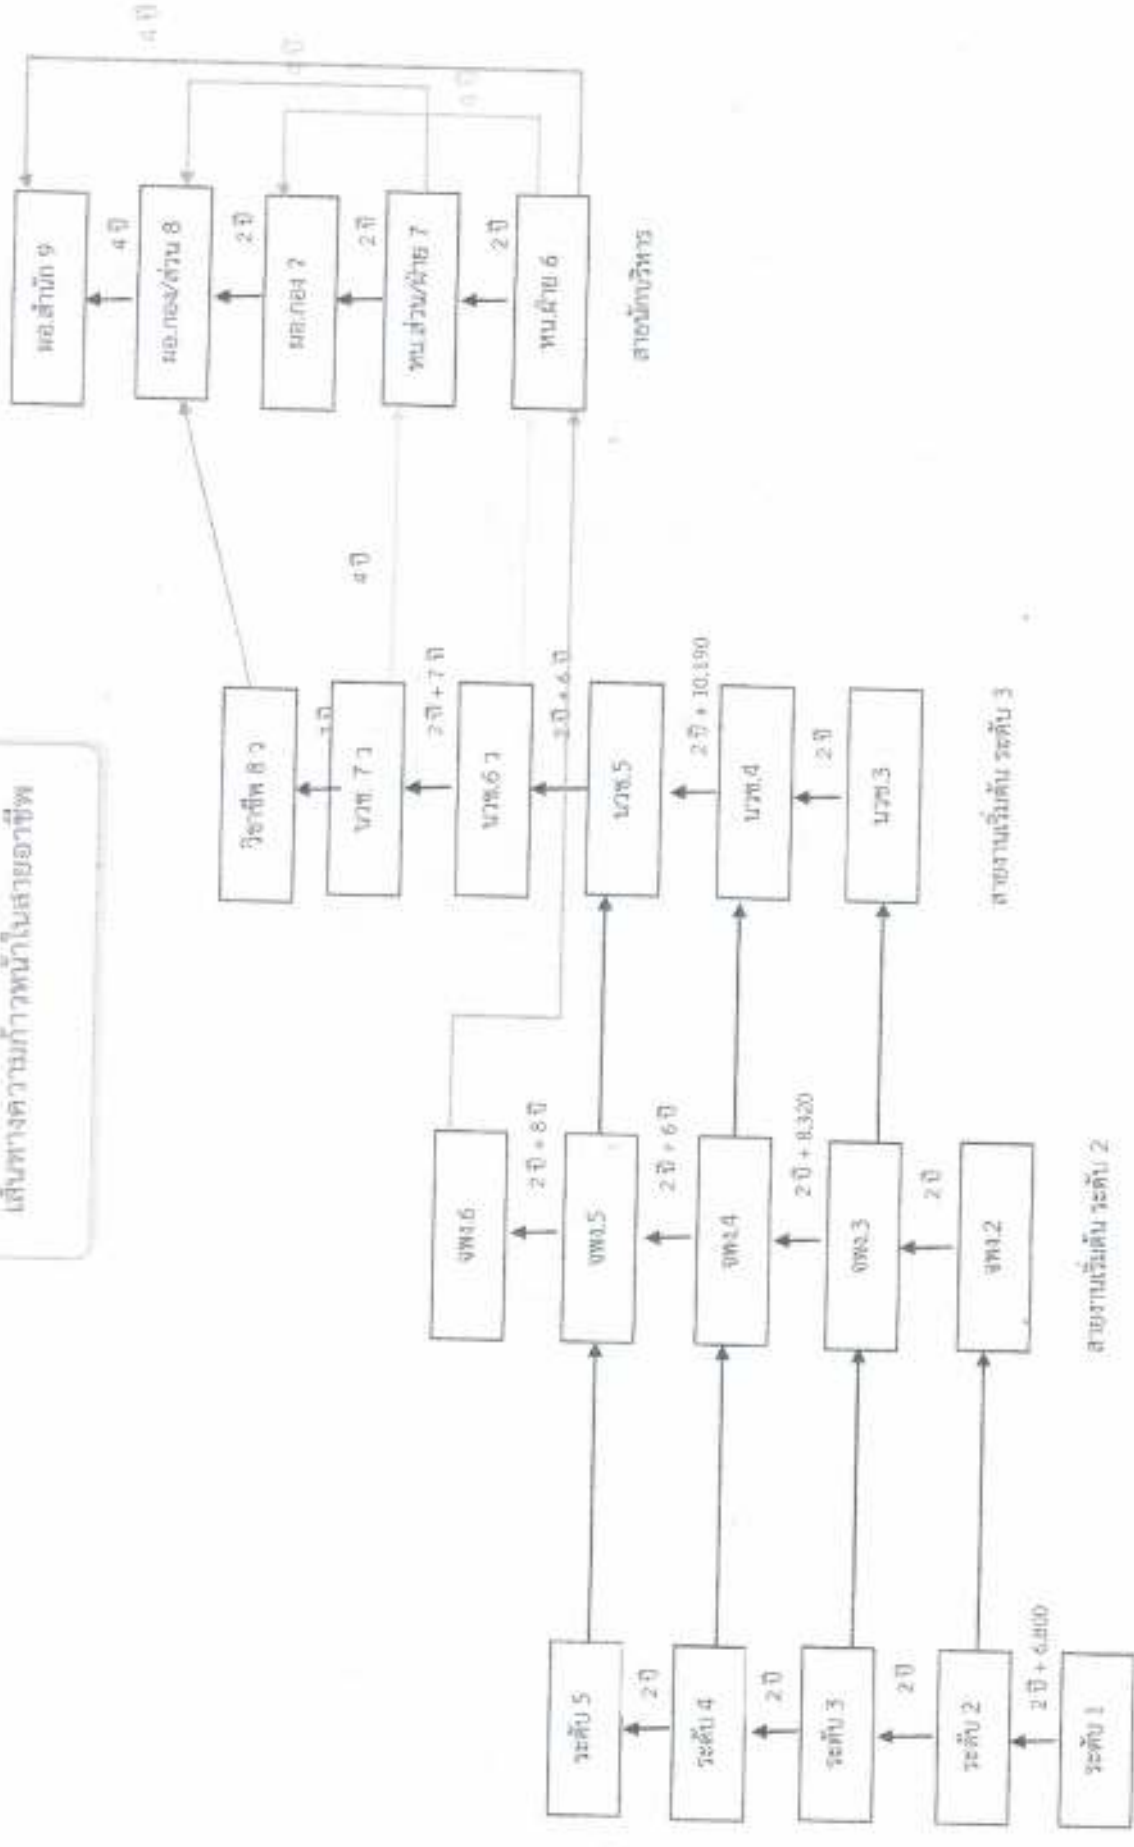 เส้นทางความก้าวหน้าในสายอาชีพ
ระดับ 5
2 ปี
ระดับ 4
2 ปี
ระดับ 3
2 ปี
ระดับ 2
2 ปี + 6,800
ระดับ 1
จพง.6
2 ปี + 8 ปี
จพง.5
2 ปี + 6 ปี
จพง.4
2 ปี + 8,320
จพง.3
2 ปี
จพง.2
สายงานเริ่มต้น ระดับ 2
วิชาชีพ 8 ว
นวช. 7 ว
2 ปี + 7 ปี
นวช.6 ว
2 ปี + 6 ปี
นวช.5
2 ปี + 10,190
นวช.4
2 ปี
นวช.3
สายงานเริ่มต้น ระดับ 3
4 ปี
ผอ.สำนัก 9
4 ปี
ผอ.กอง/ส่วน 8
2 ปี
ผอ.กอง 7
2 ปี
หน.ส่วน/ฝ่าย 7
2 ปี
หน.ฝ่าย 6
สายนักบริหาร
4 ปี